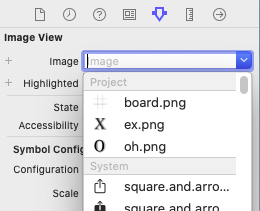 Image View
Image
Image
Highlighted
Project
board.png
State
ex.png
Accessibility
oh.png
Symbol Config
System
Configuration
square.and.arro...
Scale
square.and.arro...